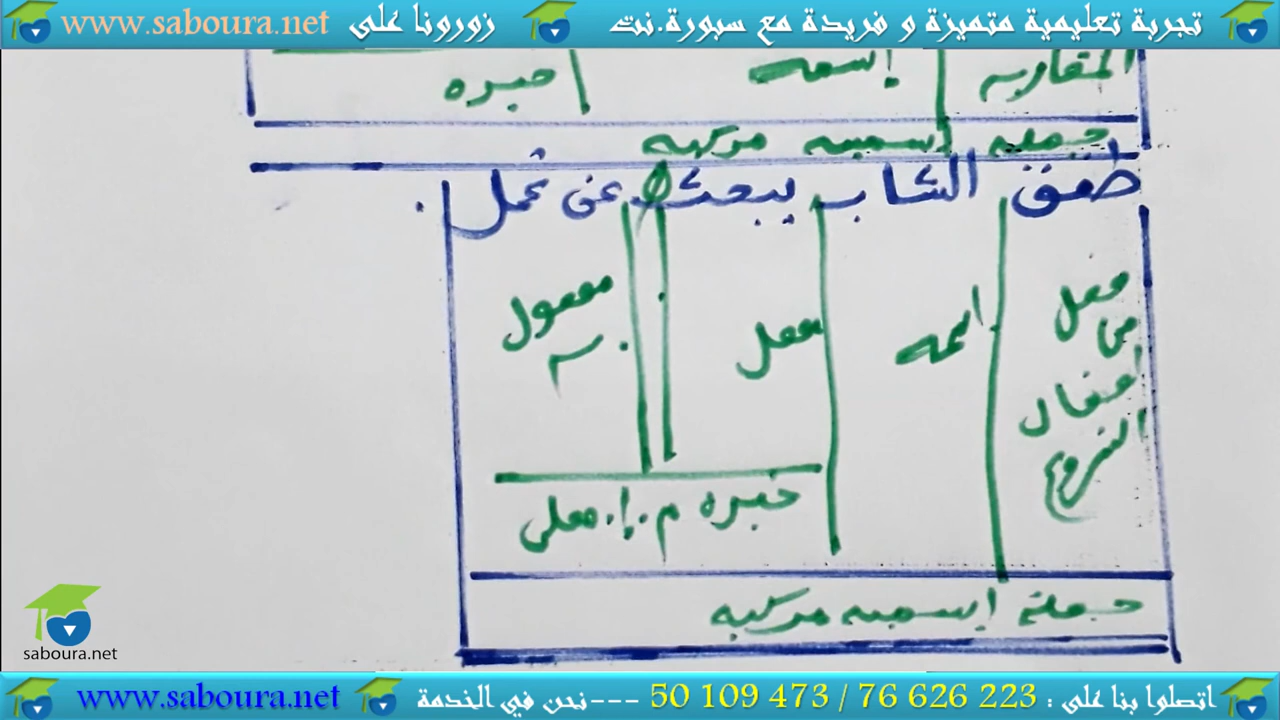 تجربة تعليمية متميزة و فريدة مع سبورة.نت زورونا على www.saboura.net
المقاربة إسمه خبره
جملة إسمية مركبة
طفق الشاب يبحث عن عمل.
فعل من أفعال الشروع
اسمه
فعل
Ø
مفعول به
خبره م.إ.فعلي
جملة إسمية مركبة
saboura.net
اتصلوا بنا على : 223 626 76 / 473 109 50 ---نحن في الخدمة www.saboura.net